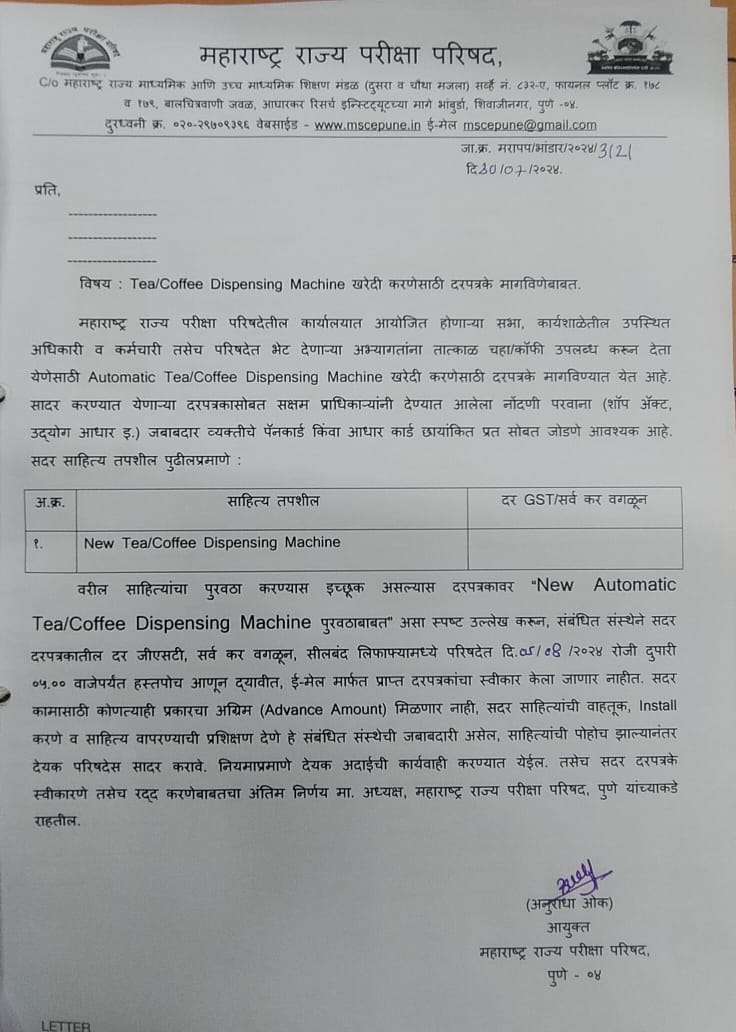 महाराष्ट्र राज्य परीक्षा परिषद,
C/o महाराष्ट्र राज्य माध्यमिक आणि उच्च माध्यमिक शिक्षण मंडळ (दुसरा व चौथा मजला) सर्व्हे नं. ८३२-ए, फायनल प्लॉट क्र. १७८
व १७९, बालचित्रवाणी जवळ, आघारकर रिसर्च इन्स्टिट्यूटच्या मागे भांबुर्डा, शिवाजीनगर, पुणे -०४.
दुरध्वनी क्र. ०२०-२९७०९३९६ वेबसाईड - www.mscepune.in ई-मेल mscepune@gmail.com
जा.क्र. मरापप/भांडार/२०२४/3121
दि.30/07/२०२४.
प्रति,
विषय : Tea/Coffee Dispensing Machine खरेदी करणेसाठी दरपत्रके मागविणेबाबत.
महाराष्ट्र राज्य परीक्षा परिषदेतील कार्यालयात आयोजित होणाऱ्या सभा, कार्यशाळेतील उपस्थित
अधिकारी व कर्मचारी तसेच परिषदेत भेट देणाऱ्या अभ्यागतांना तात्काळ चहा/कॉफी उपलब्ध करून देता
येणेसाठी Automatic Tea/Coffee Dispensing Machine खरेदी करणेसाठी दरपत्रके मागविण्यात येत आहे.
सादर करण्यात येणाऱ्या दरपत्रकासोबत सक्षम प्राधिकाऱ्यांनी देण्यात आलेला नोंदणी परवाना (शॉप ॲक्ट,
उद्योग आधार इ.) जबाबदार व्यक्तीचे पॅनकार्ड किंवा आधार कार्ड छायांकित प्रत सोबत जोडणे आवश्यक आहे.
सदर साहित्य तपशील पुढीलप्रमाणे :
अ.क्र. साहित्य तपशील दर GST/सर्व कर वगळून
१. New Tea/Coffee Dispensing Machine
वरील साहित्यांचा पुरवठा करण्यास इच्छूक असल्यास दरपत्रकावर "New Automatic
Tea/Coffee Dispensing Machine पुरवठाबाबत" असा स्पष्ट उल्लेख करून, संबंधित संस्थेने सदर
दरपत्रकातील दर जीएसटी, सर्व कर वगळून, सीलबंद लिफाफ्यामध्ये परिषदेत दि.05/08 /२०२४ रोजी दुपारी
०५.०० वाजेपर्यंत हस्तपोच आणून द्यावीत, ई-मेल मार्फत प्राप्त दरपत्रकांचा स्वीकार केला जाणार नाहीत. सदर
कामासाठी कोणत्याही प्रकारचा अग्रिम (Advance Amount) मिळणार नाही, सदर साहित्यांची वाहतूक, Install
करणे व साहित्य वापरण्याची प्रशिक्षण देणे हे संबंधित संस्थेची जबाबदारी असेल, साहित्यांची पोहोच झाल्यानंतर
देयक परिषदेस सादर करावे. नियमाप्रमाणे देयक अदाईची कार्यवाही करण्यात येईल. तसेच सदर दरपत्रके
स्वीकारणे तसेच रद्द करणेबाबतचा अंतिम निर्णय मा. अध्यक्ष, महाराष्ट्र राज्य परीक्षा परिषद, पुणे यांच्याकडे
राहतील.
(अनुराधा ओक)
आयुक्त
महाराष्ट्र राज्य परीक्षा परिषद,
पुणे - ०४
LETTER